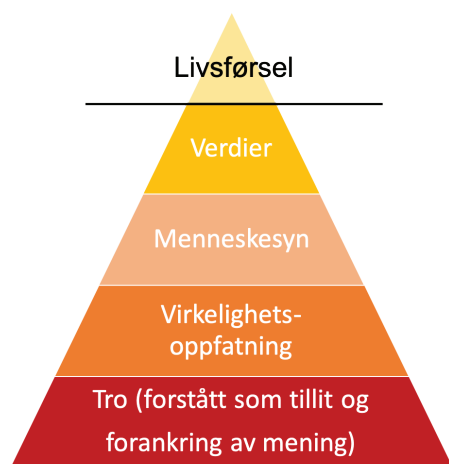 Livsførsel
Verdier
Menneskesyn
Virkelighets-
oppfatning
Tro (forstått som tillit og
forankring av mening)